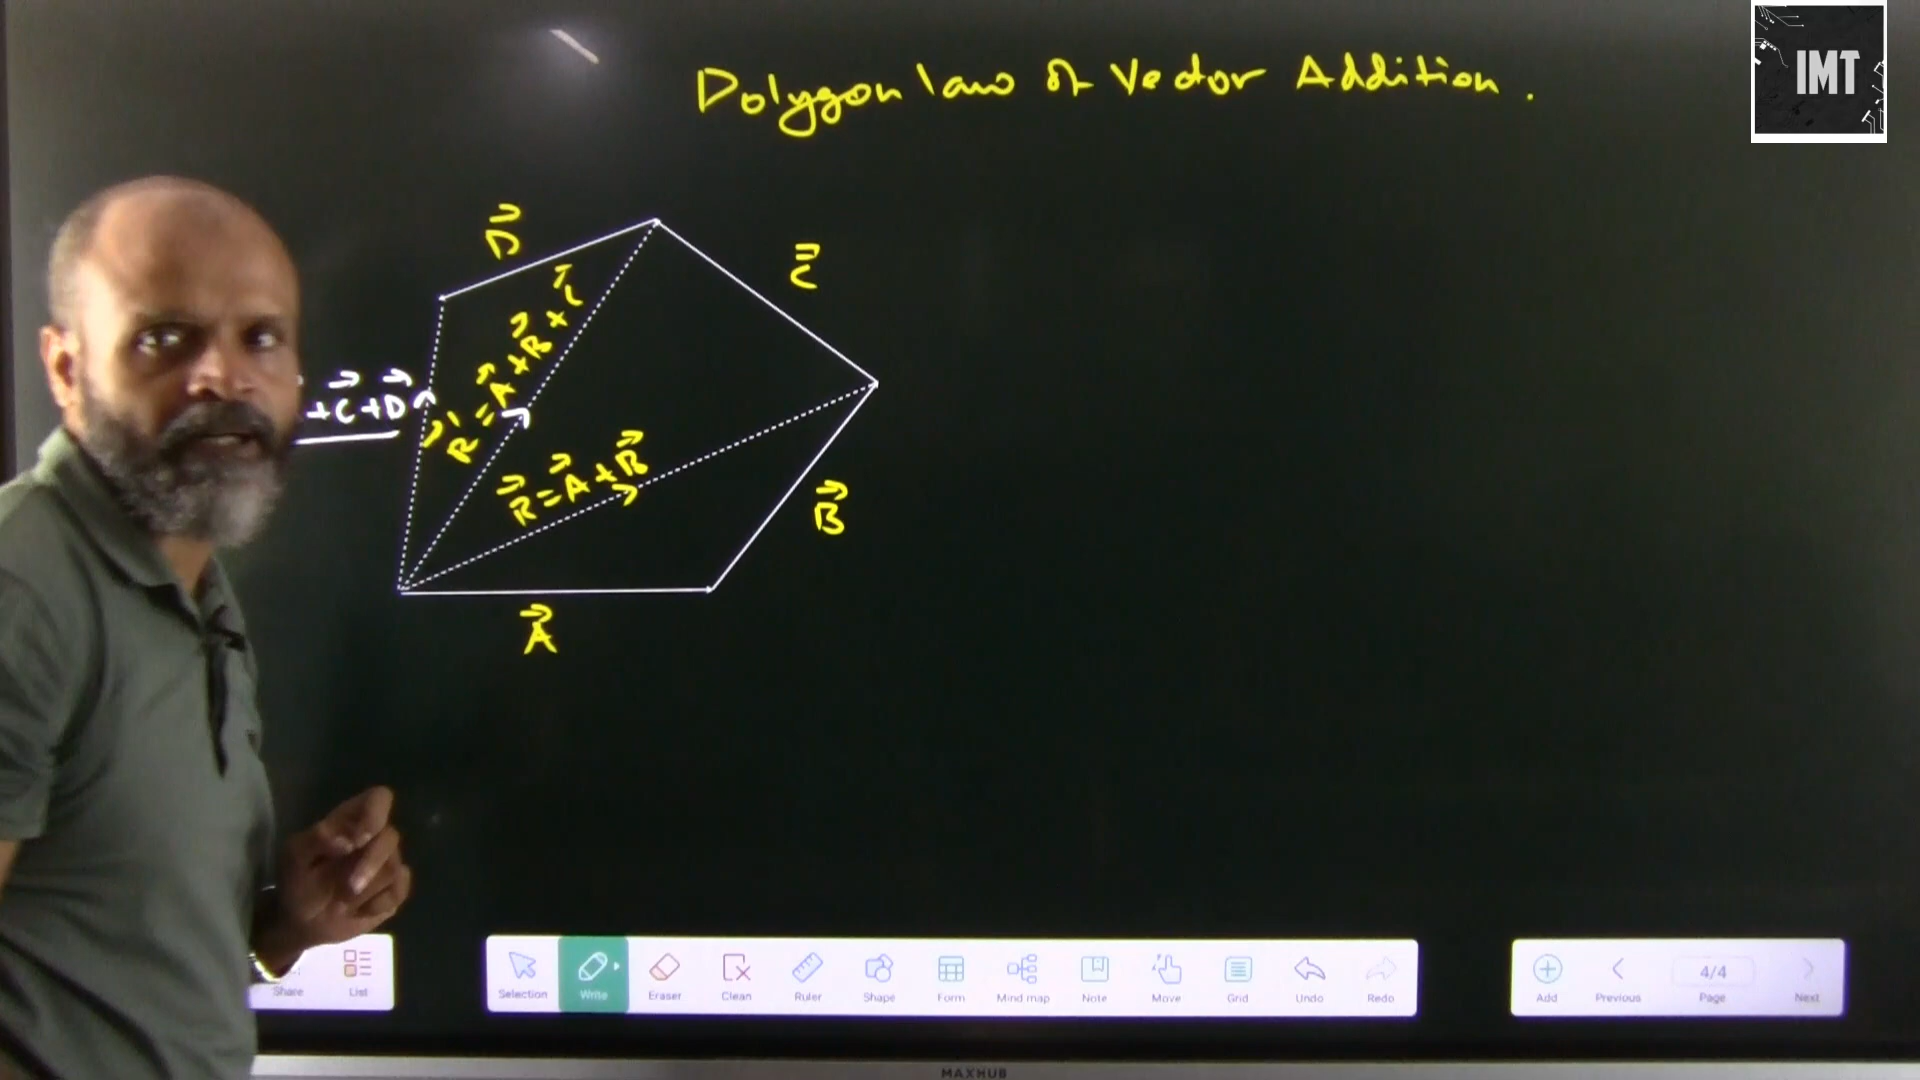 Polygon law of Vector Addition.
IMT
D⃗
C⃗
+C⃗+D⃗
R⃗' = A⃗+B⃗+C⃗
R⃗=A⃗+B⃗
B⃗
A⃗
Share
List
Selection
Write
Eraser
Clean
Ruler
Shape
Form
Mind map
Note
Move
Grid
Undo
Redo
Add
Previous
4/4
Page
Next
MAXHUB